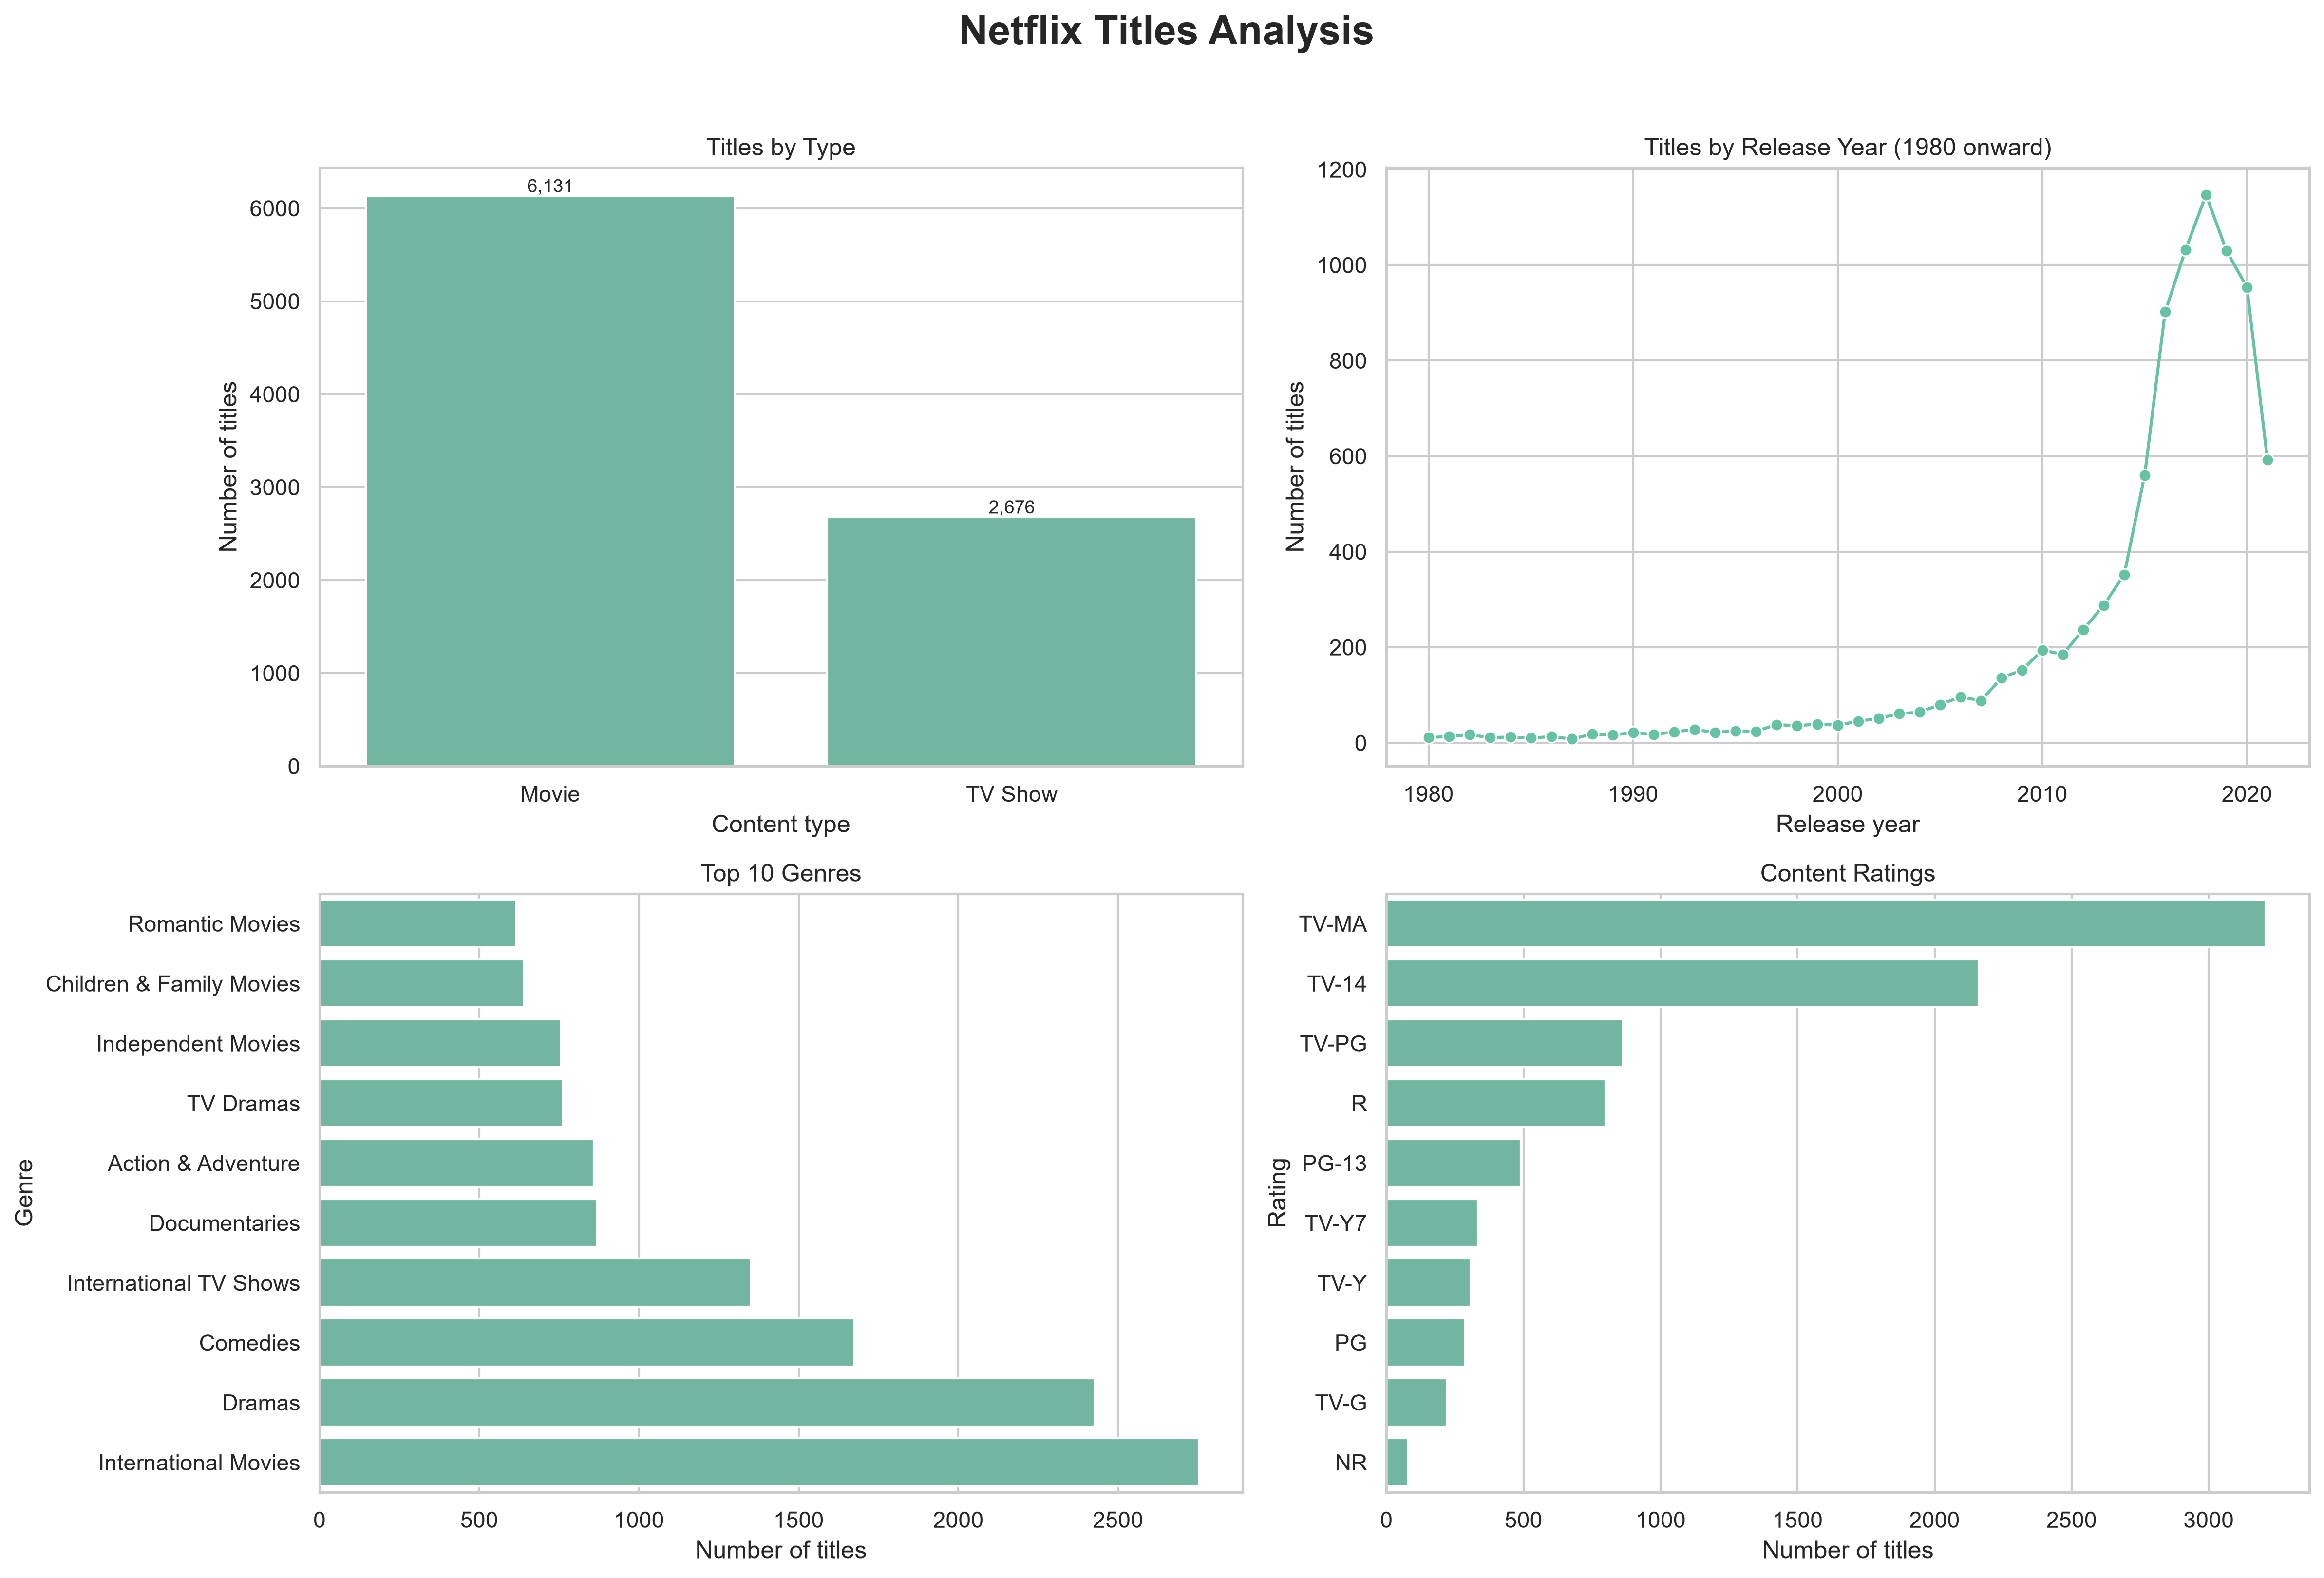 Netflix Titles Analysis
Titles by Type
Number of titles
6000
5000
4000
3000
2000
1000
0
6,131
2,676
Movie TV Show
Content type
Titles by Release Year (1980 onward)
Number of titles
1200
1000
800
600
400
200
0
1980 1990 2000 2010 2020
Release year
Top 10 Genres
Genre
Romantic Movies
Children & Family Movies
Independent Movies
TV Dramas
Action & Adventure
Documentaries
International TV Shows
Comedies
Dramas
International Movies
0 500 1000 1500 2000 2500
Number of titles
Content Ratings
Rating
TV-MA
TV-14
TV-PG
R
PG-13
TV-Y7
TV-Y
PG
TV-G
NR
0 500 1000 1500 2000 2500 3000
Number of titles